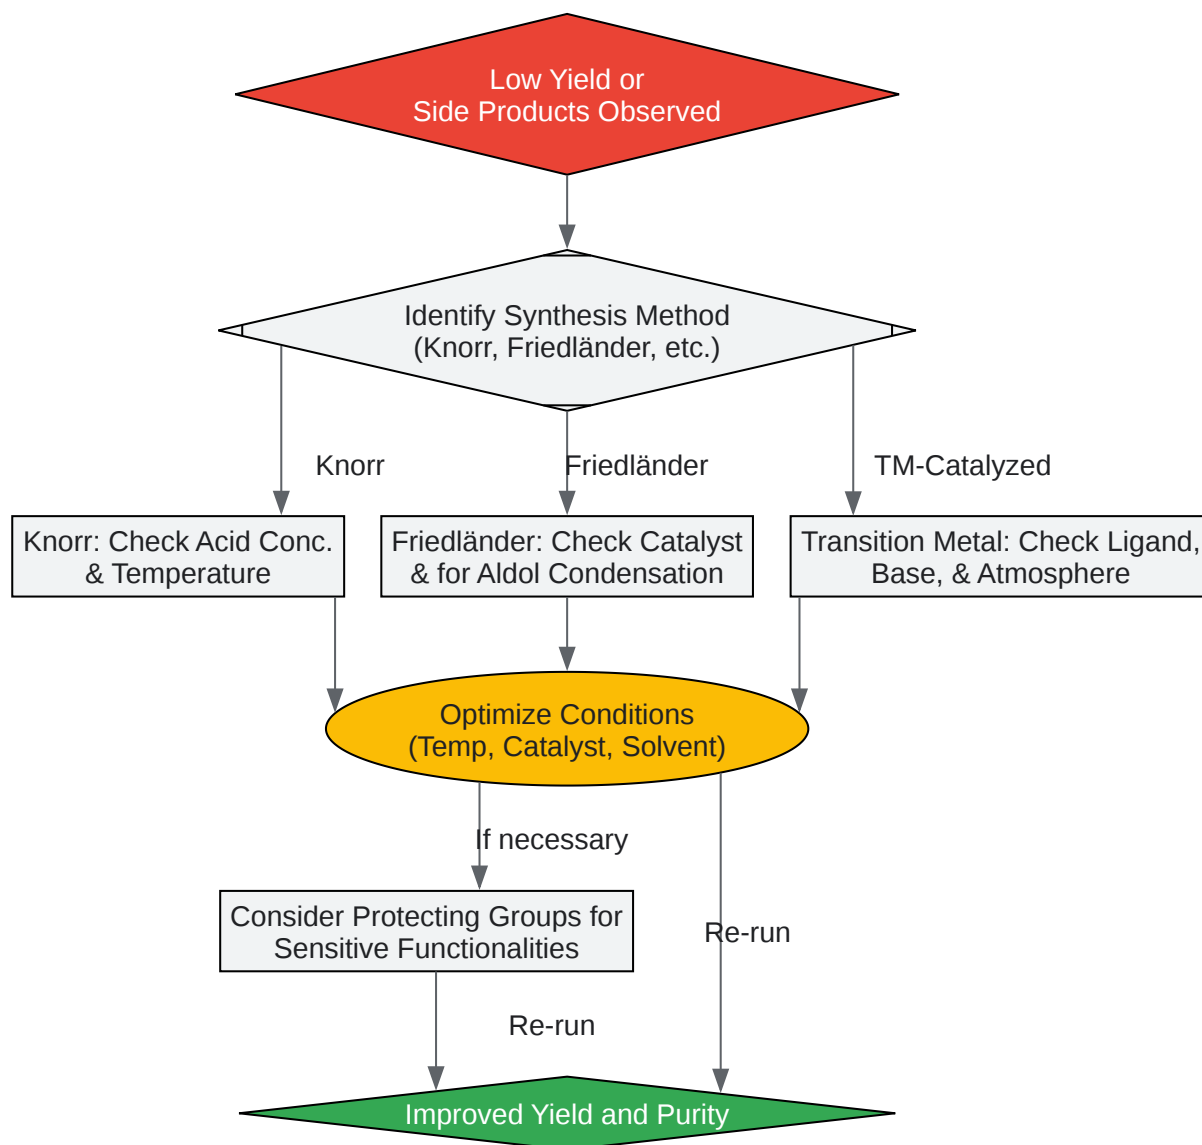 Low Yield or
Side Products Observed
Identify Synthesis Method
(Knorr, Friedländer, etc.)
Knorr
Friedländer
TM-Catalyzed
Knorr: Check Acid Conc.
& Temperature
Friedländer: Check Catalyst
& for Aldol Condensation
Transition Metal: Check Ligand,
Base, & Atmosphere
Optimize Conditions
(Temp, Catalyst, Solvent)
If necessary
Consider Protecting Groups for
Sensitive Functionalities
Re-run
Re-run
Improved Yield and Purity